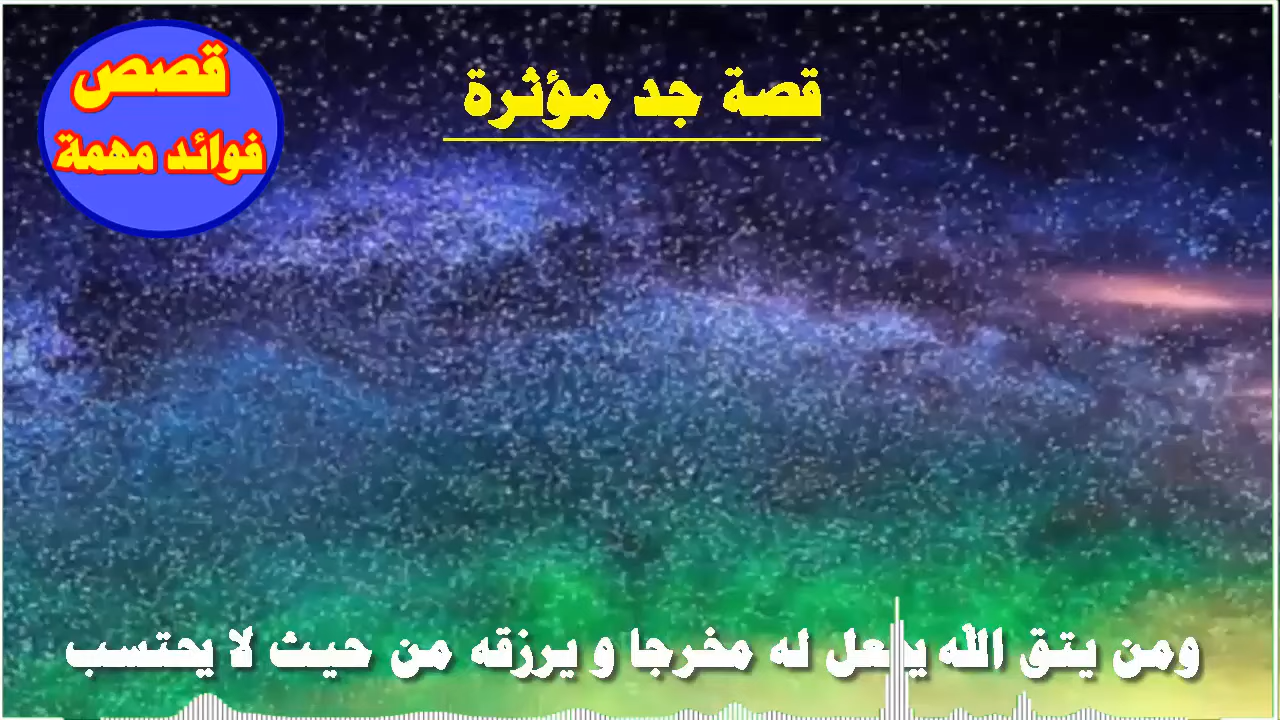 قصص
فوائد مهمة
قصة جد مؤثرة
ومن يتق الله يجعل له مخرجا و يرزقه من حيث لا يحتسب